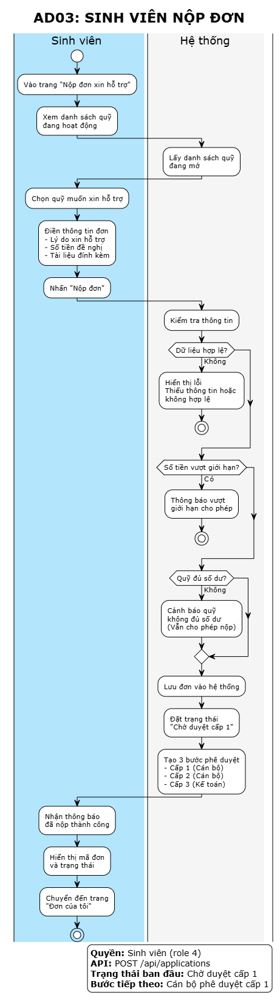 AD03: SINH VIÊN NỘP ĐƠN
Sinh viên
Hệ thống
Vào trang "Nộp đơn xin hỗ trợ"
Xem danh sách quỹ
đang hoạt động
Lấy danh sách quỹ
đang mở
Chọn quỹ muốn xin hỗ trợ
Điền thông tin đơn
- Lý do xin hỗ trợ
- Số tiền đề nghị
- Tài liệu đính kèm
Nhấn "Nộp đơn"
Kiểm tra thông tin
Dữ liệu hợp lệ?
Không
Hiển thị lỗi
Thiếu thông tin hoặc
không hợp lệ
Số tiền vượt giới hạn?
Có
Thông báo vượt
giới hạn cho phép
Quỹ đủ số dư?
Không
Cảnh báo quỹ
không đủ số dư
(Vẫn cho phép nộp)
Lưu đơn vào hệ thống
Đặt trạng thái
"Chờ duyệt cấp 1"
Tạo 3 bước phê duyệt
- Cấp 1 (Cán bộ)
- Cấp 2 (Cán bộ)
- Cấp 3 (Kế toán)
Nhận thông báo
đã nộp thành công
Hiển thị mã đơn
và trạng thái
Chuyển đến trang
"Đơn của tôi"
Quyền: Sinh viên (role 4)
API: POST /api/applications
Trạng thái ban đầu: Chờ duyệt cấp 1
Bước tiếp theo: Cán bộ phê duyệt cấp 1